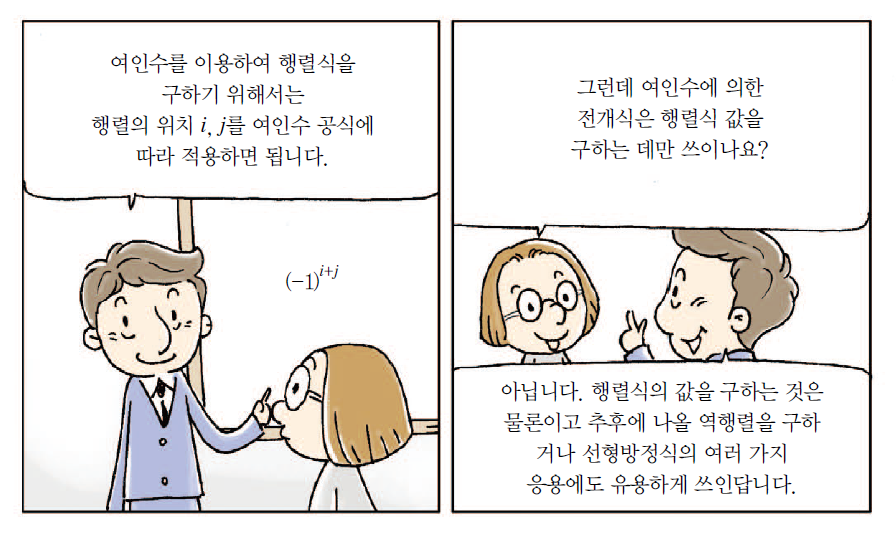 여인수를 이용하여 행렬식을
구하기 위해서는
행렬의 위치 i, j를 여인수 공식에
따라 적용하면 됩니다.
(−1)^{i+j}
그런데 여인수에 의한
전개식은 행렬식 값을
구하는 데만 쓰이나요?
아닙니다. 행렬식의 값을 구하는 것은
물론이고 추후에 나올 역행렬을 구하
거나 선형방정식의 여러 가지
응용에도 유용하게 쓰인답니다.